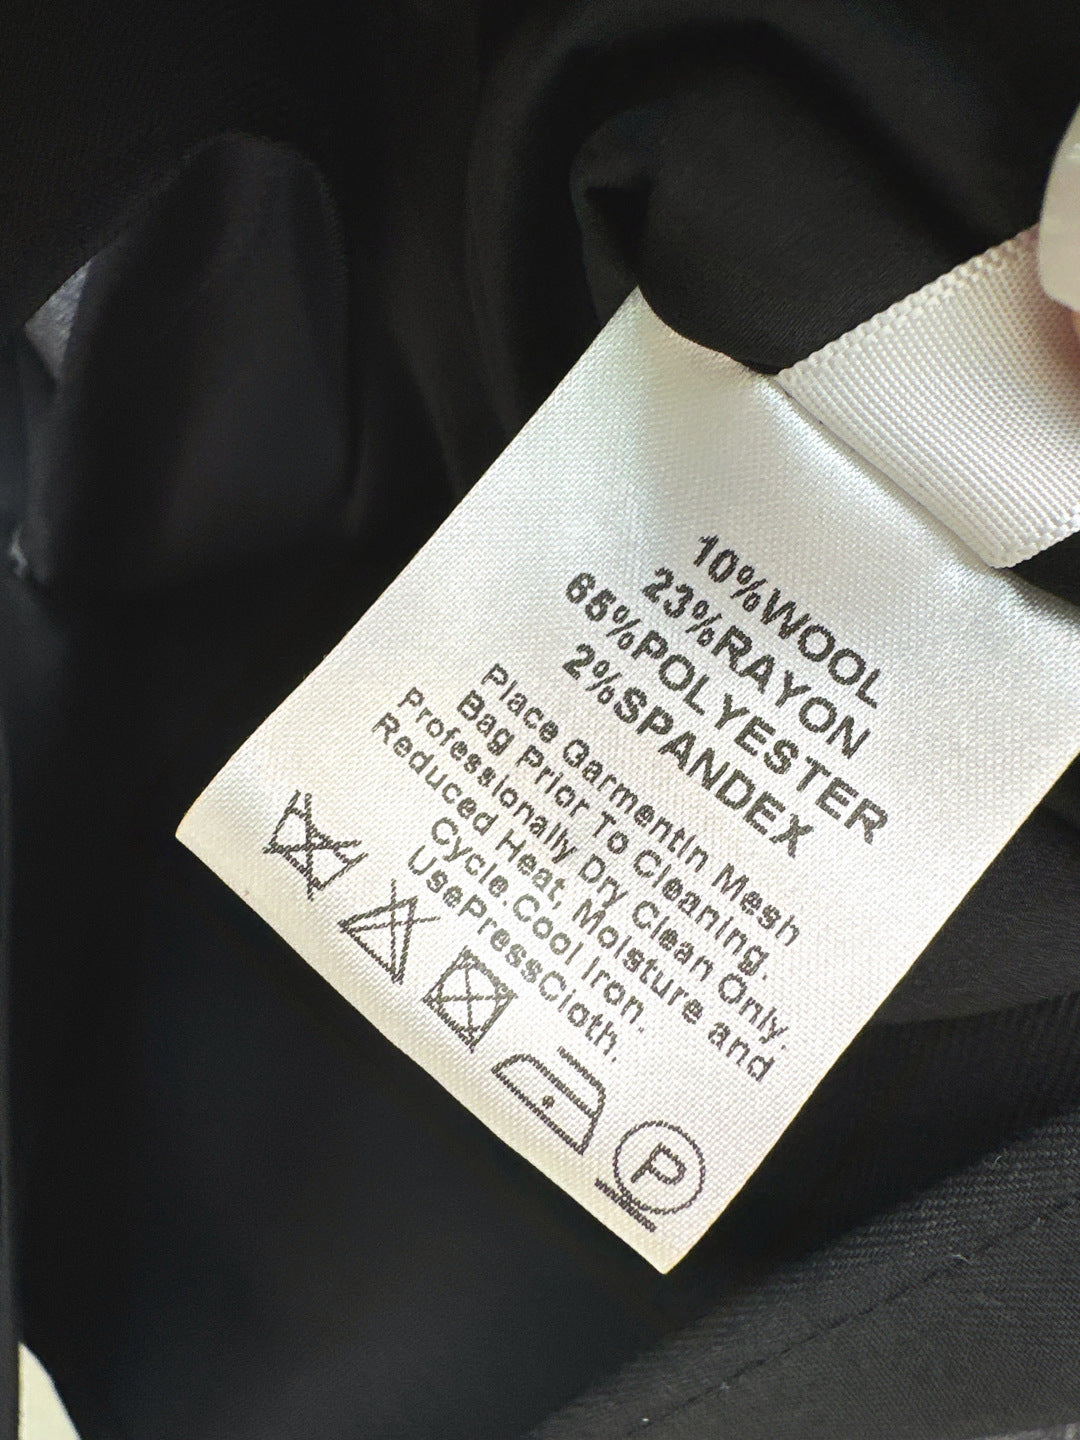 10%WOOL
23%RAYON
65%POLYESTER
2%SPANDEX
Place GarmentIn Mesh
Bag Prior To Cleaning.
Professionally Dry Clean Only.
Reduced Heat, Moisture and
Cycle.Cool Iron.
UsePressCloth.
P